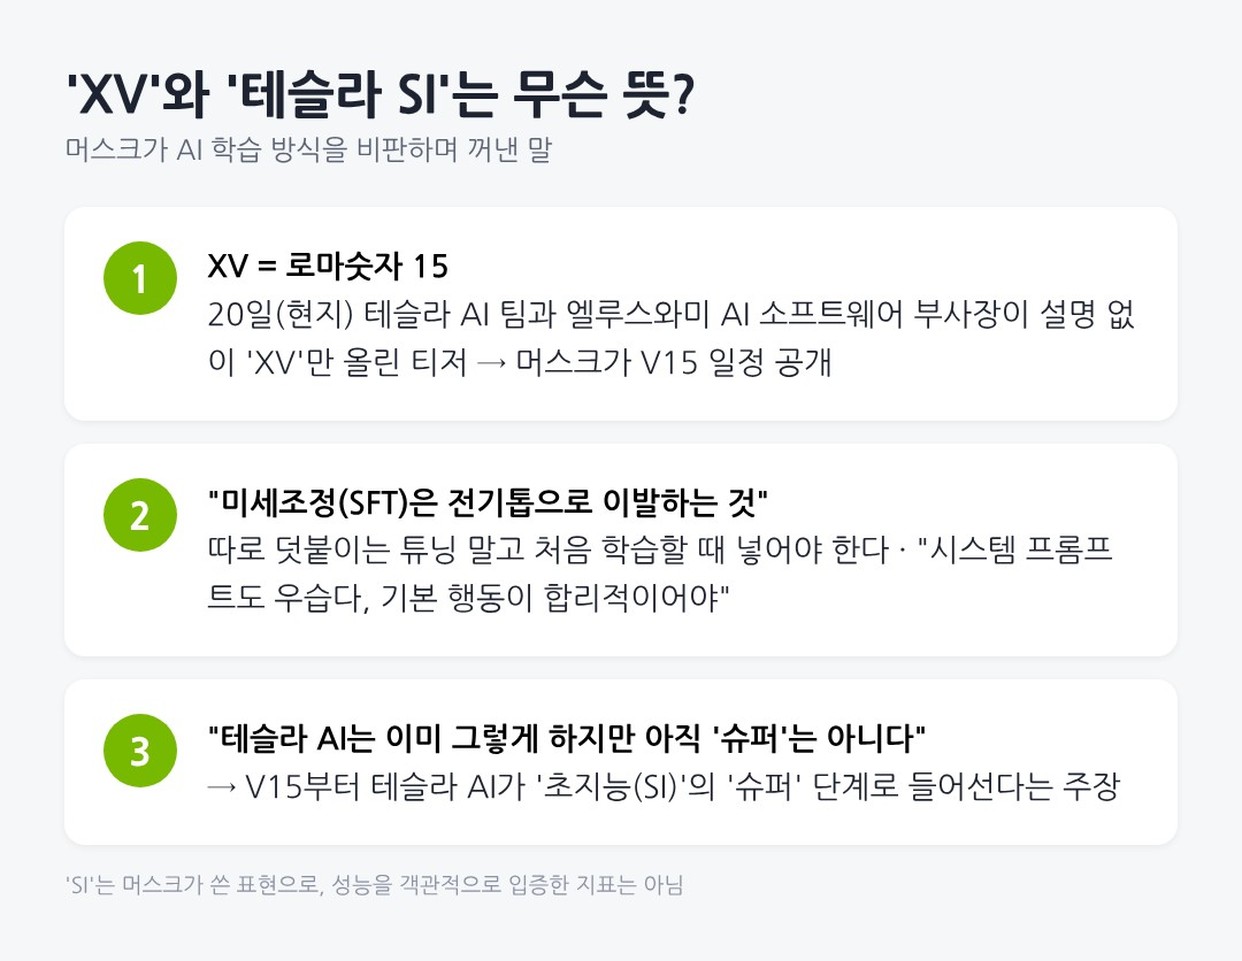 'XV'와 '테슬라 SI'는 무슨 뜻?
머스크가 AI 학습 방식을 비판하며 꺼낸 말
1
XV = 로마숫자 15
20일(현지) 테슬라 AI 팀과 엘루스와미 AI 소프트웨어 부사장이 설명 없
이 'XV'만 올린 티저 → 머스크가 V15 일정 공개
2
"미세조정(SFT)은 전기톱으로 이발하는 것"
따로 덧붙이는 튜닝 말고 처음 학습할 때 넣어야 한다 · "시스템 프롬프
트도 우습다, 기본 행동이 합리적이어야"
3
"테슬라 AI는 이미 그렇게 하지만 아직 '슈퍼'는 아니다"
→ V15부터 테슬라 AI가 '초지능(SI)'의 '슈퍼' 단계로 들어선다는 주장
'SI'는 머스크가 쓴 표현으로, 성능을 객관적으로 입증한 지표는 아님